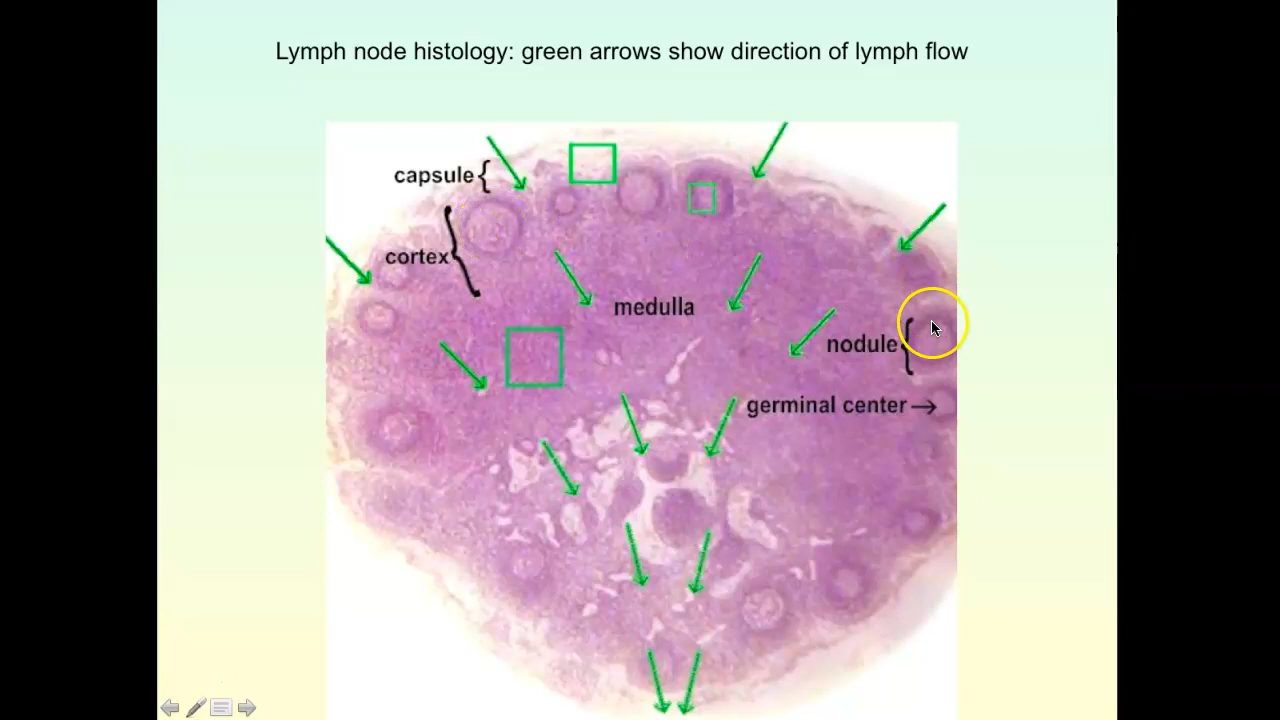 Lymph node histology: green arrows show direction of lymph flow
capsule
cortex
medulla
nodule
germinal center →